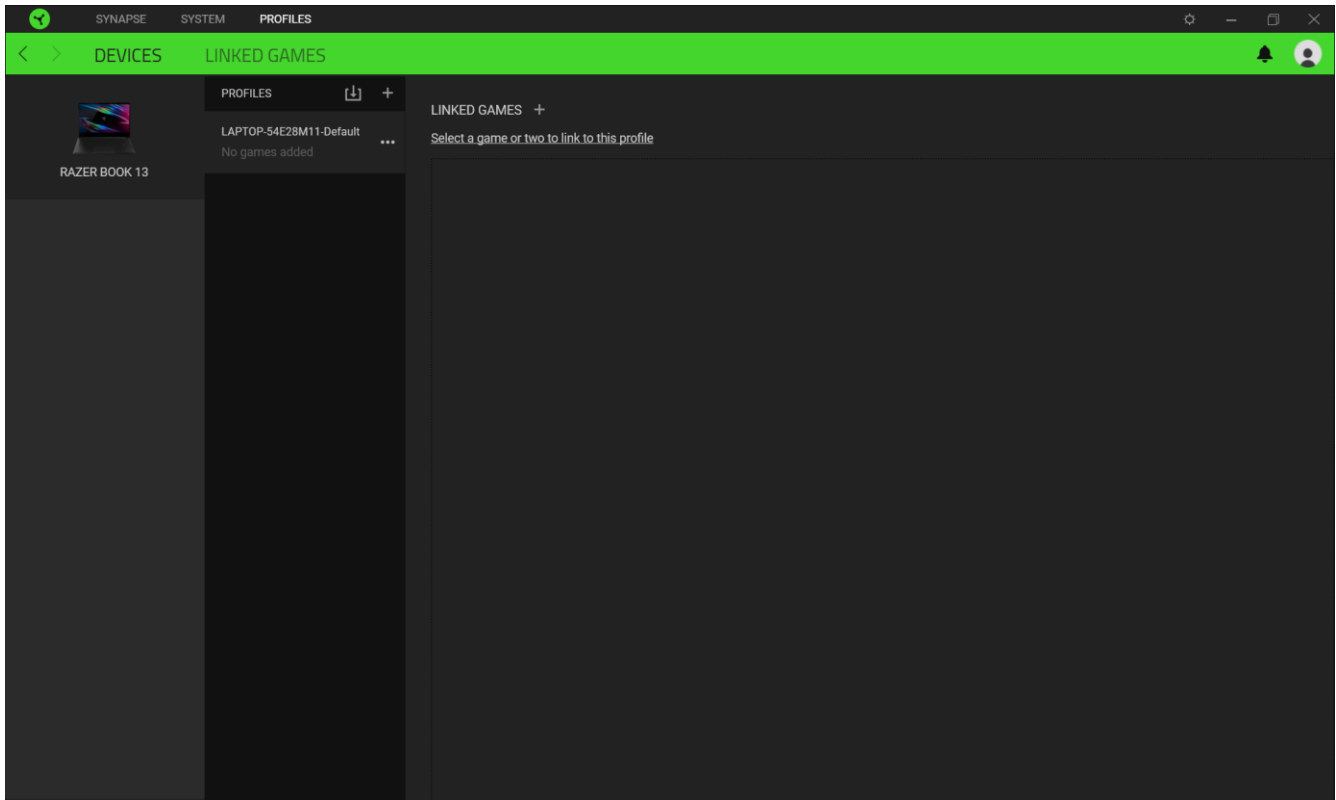 SYNAPSE SYSTEM PROFILES
DEVICES LINKED GAMES
RAZER BOOK 13
PROFILES
LAPTOP-54E28M11-Default
No games added
LINKED GAMES
Select a game or two to link to this profile